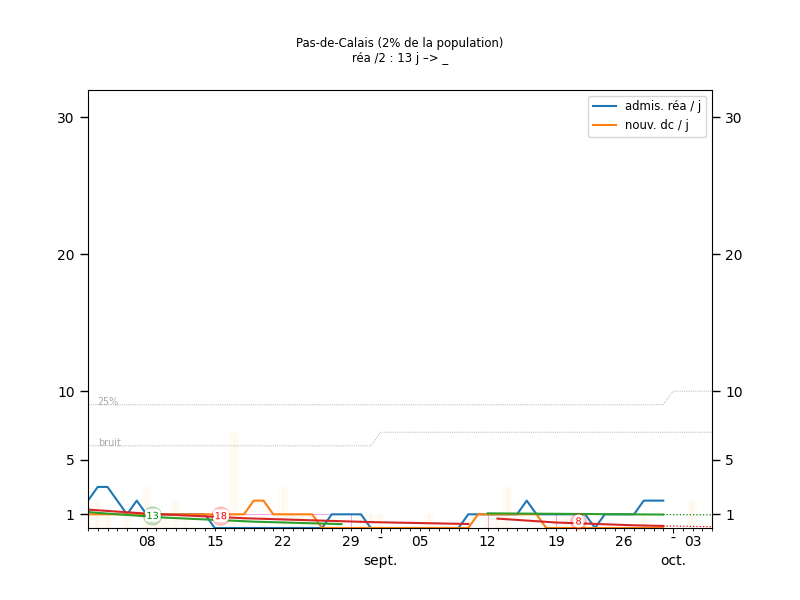 Pas-de-Calais (2% de la population)
réa /2 : 13 j –> _
admis. réa / j
nouv. dc / j
30 30
20 20
10 10
25%
5 5
bruit
1 1
13 18 8
08 15 22 29 - 05 12 19 26 - 03
sept. oct.